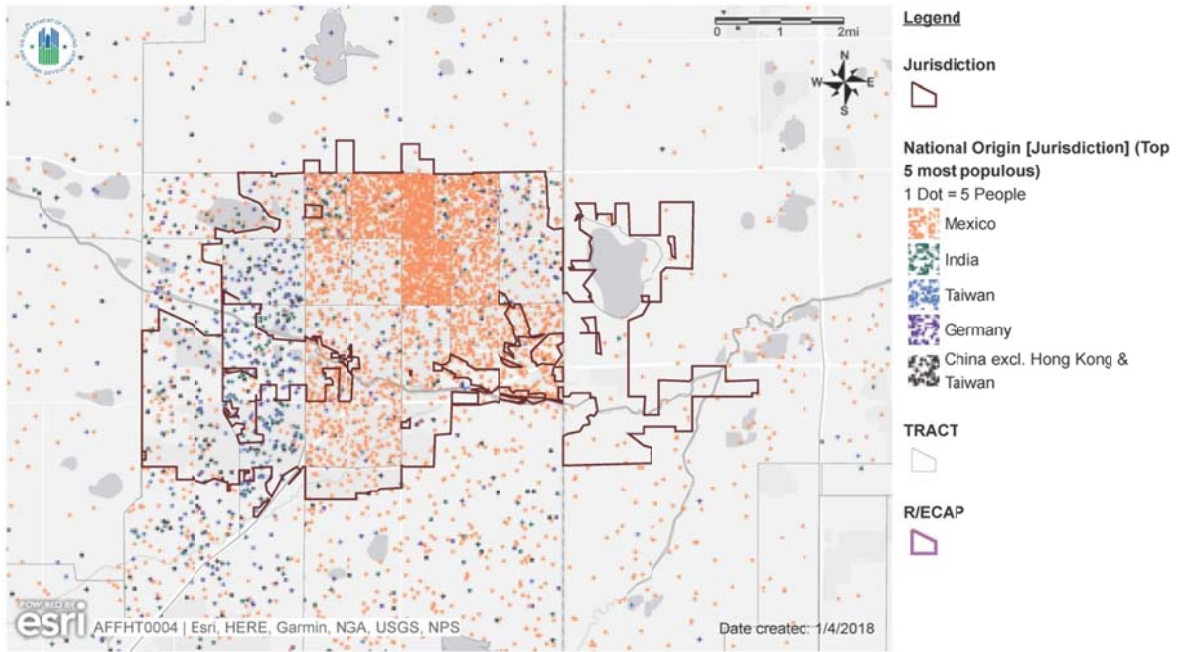 0 1 2mi
N
W E
S
Legend
Jurisdiction
National Origin [Jurisdiction] (Top
5 most populous)
1 Dot = 5 People
Mexico
India
Taiwan
Germany
China excl. Hong Kong &
Taiwan
TRACT
R/ECAP
POWERED BY
esri
AFFHT0004 | Esri, HERE, Garmin, NGA, USGS, NPS
Date created: 1/4/2018